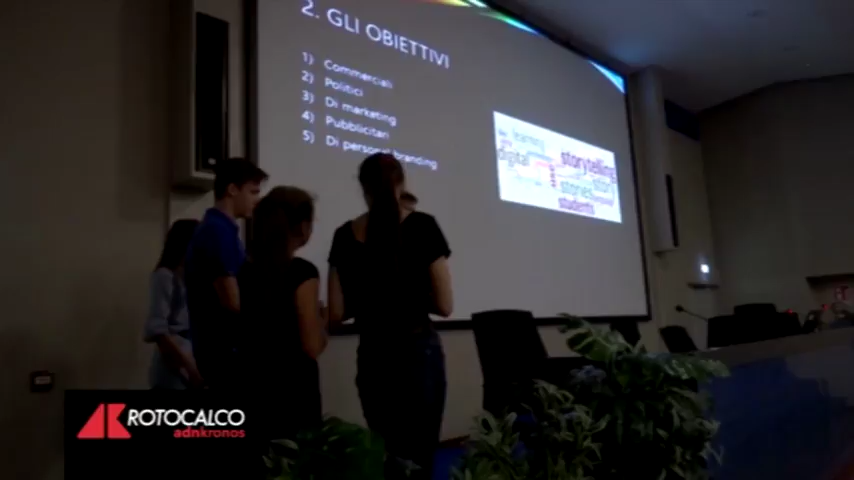 2. GLI OBIETTIVI
1) Commerciali
2) Politici
3) Di marketing
4) Pubblicitari
5) Di personal branding
learning
digital
storytelling
story
stories
students
ROTOCALCO
adnkronos